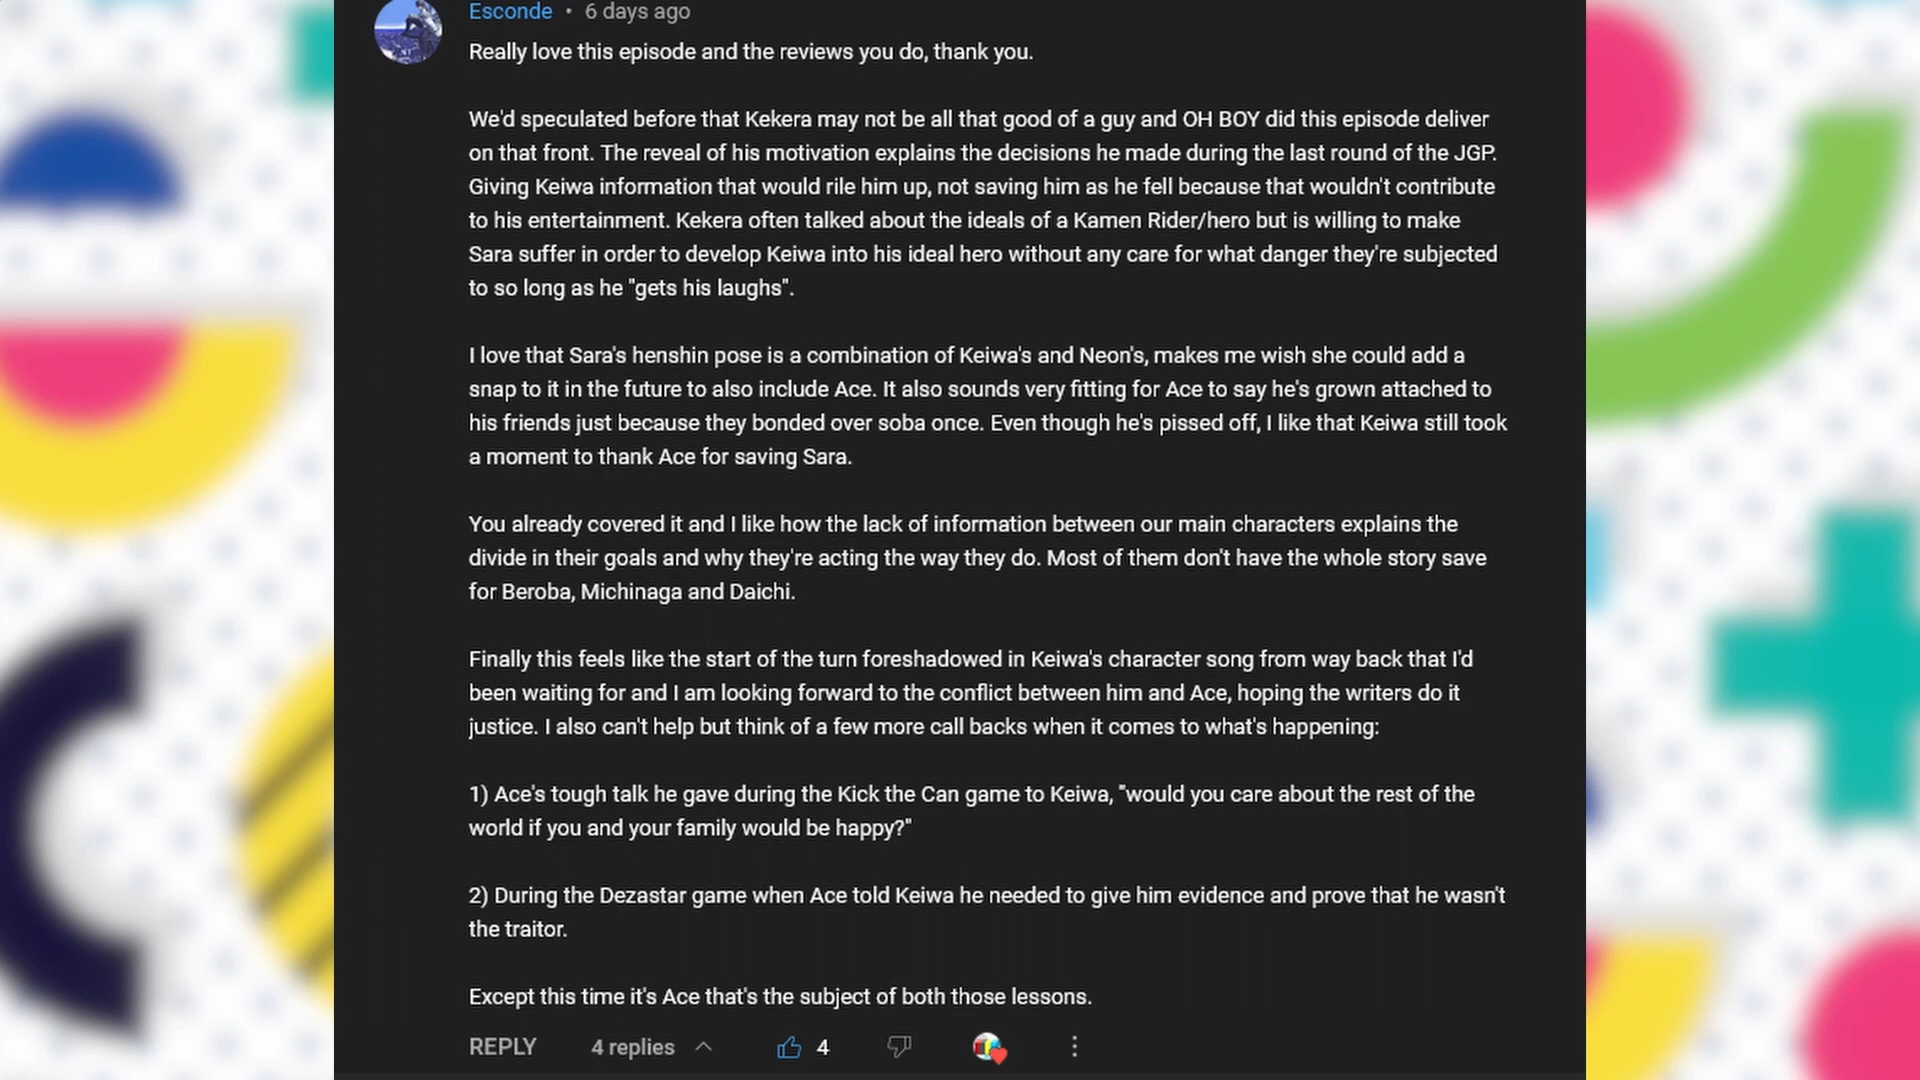 Esconde • 6 days ago
Really love this episode and the reviews you do, thank you.
We'd speculated before that Kekera may not be all that good of a guy and OH BOY did this episode deliver
on that front. The reveal of his motivation explains the decisions he made during the last round of the JGP.
Giving Keiwa information that would rile him up, not saving him as he fell because that wouldn't contribute
to his entertainment. Kekera often talked about the ideals of a Kamen Rider/hero but is willing to make
Sara suffer in order to develop Keiwa into his ideal hero without any care for what danger they're subjected
to so long as he "gets his laughs".
I love that Sara's henshin pose is a combination of Keiwa's and Neon's, makes me wish she could add a
snap to it in the future to also include Ace. It also sounds very fitting for Ace to say he's grown attached to
his friends just because they bonded over soba once. Even though he's pissed off, I like that Keiwa still took
a moment to thank Ace for saving Sara.
You already covered it and I like how the lack of information between our main characters explains the
divide in their goals and why they're acting the way they do. Most of them don't have the whole story save
for Beroba, Michinaga and Daichi.
Finally this feels like the start of the turn foreshadowed in Keiwa's character song from way back that I'd
been waiting for and I am looking forward to the conflict between him and Ace, hoping the writers do it
justice. I also can't help but think of a few more call backs when it comes to what's happening:
1) Ace's tough talk he gave during the Kick the Can game to Keiwa, "would you care about the rest of the
world if you and your family would be happy?"
2) During the Dezastar game when Ace told Keiwa he needed to give him evidence and prove that he wasn't
the traitor.
Except this time it's Ace that's the subject of both those lessons.
REPLY 4 replies 4